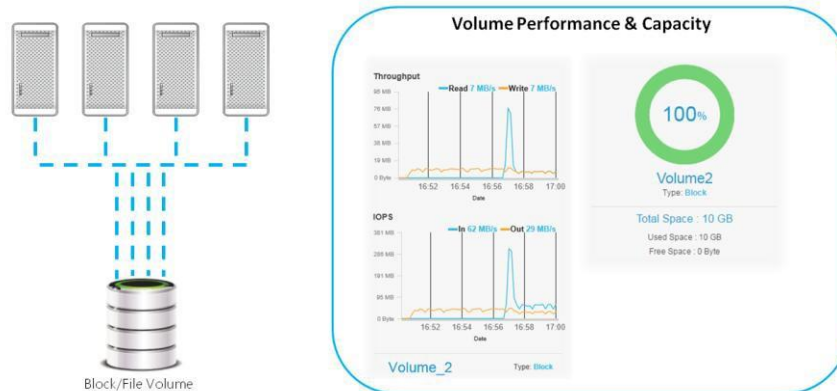 Volume Performance & Capacity
Throughput
Read 7 MB/s Write 7 MB/s
95 MB
76 MB
57 MB
38 MB
19 MB
0 Byte
16:52 16:54 16:56 16:58 17:00
Date
IOPS
In 62 MB/s Out 29 MB/s
381 MB
286 MB
191 MB
95 MB
0 Byte
16:52 16:54 16:56 16:58 17:00
Date
Volume_2 Type: Block
100%
Volume2
Type: Block
Total Space : 10 GB
Used Space : 10 GB
Free Space : 0 Byte
Block/File Volume